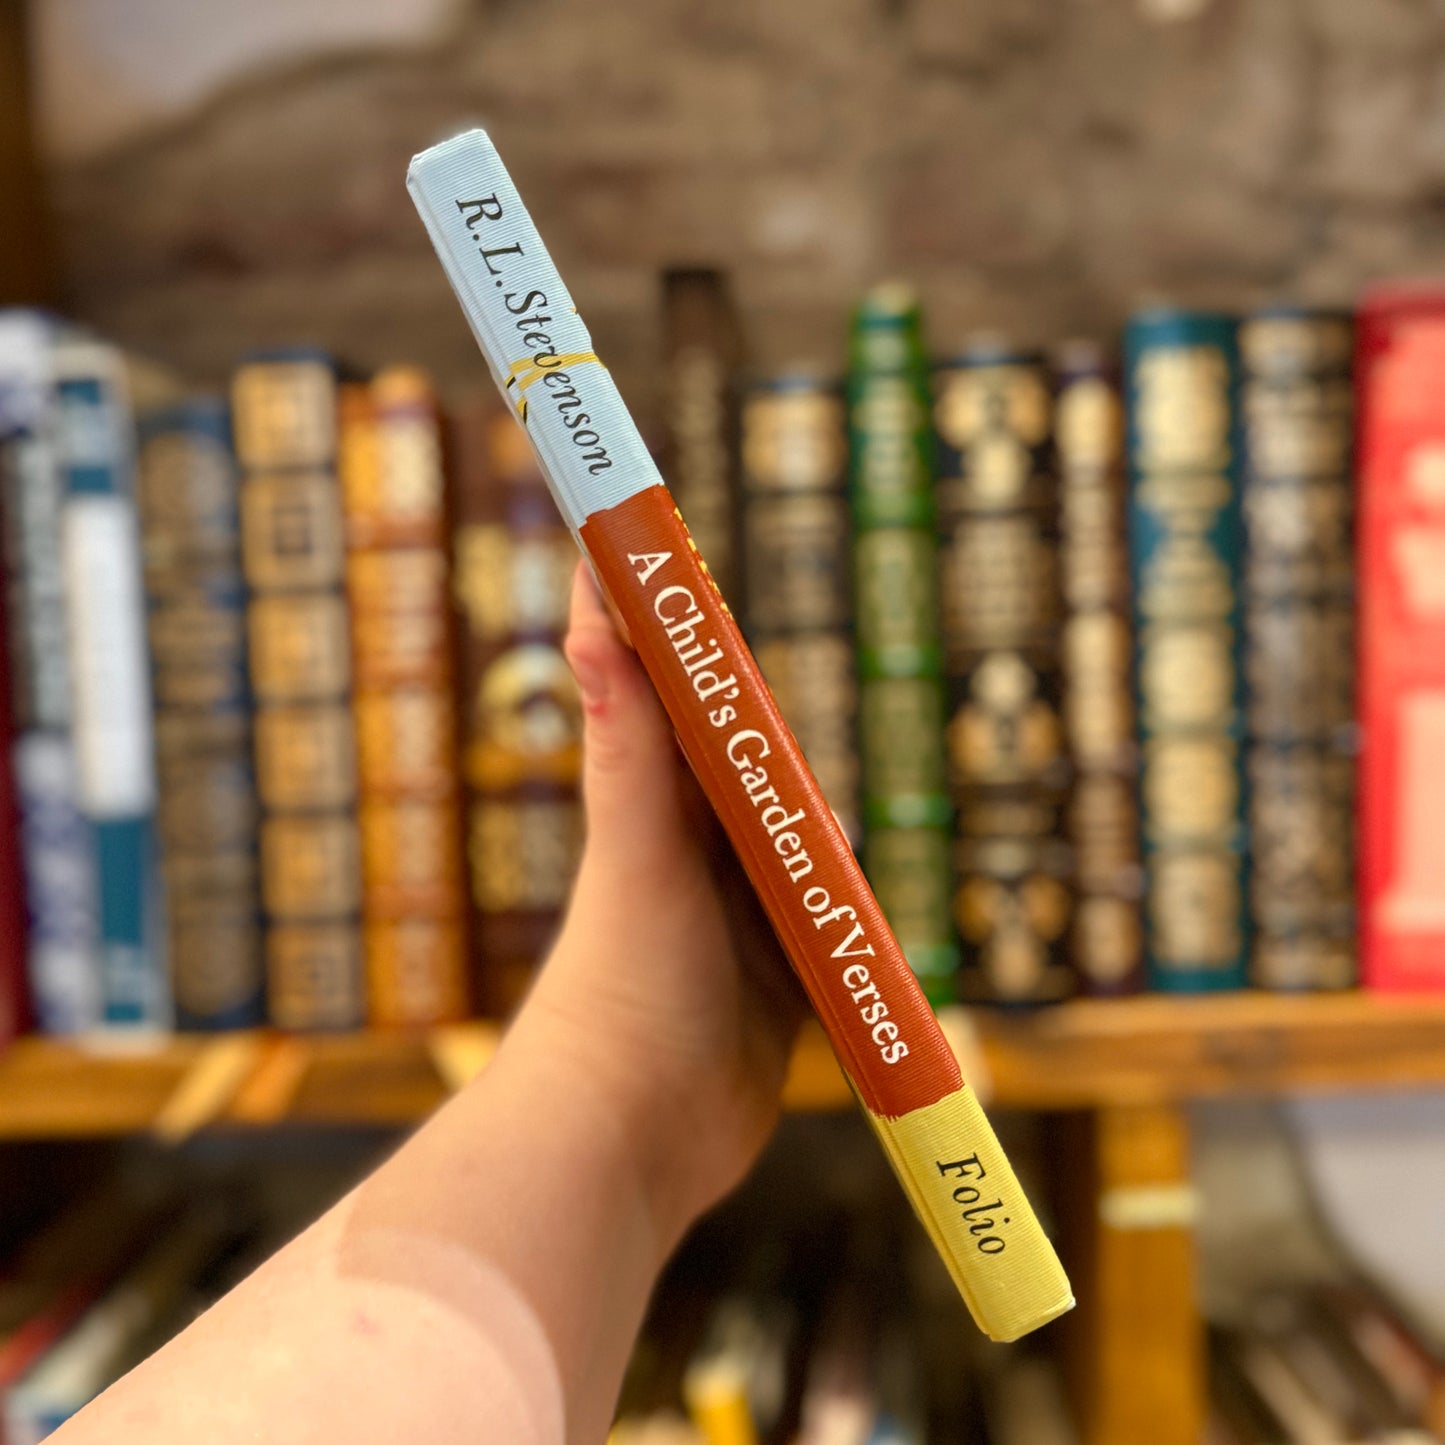 R. L. Stevenson
A Child's Garden of Verses
Folio